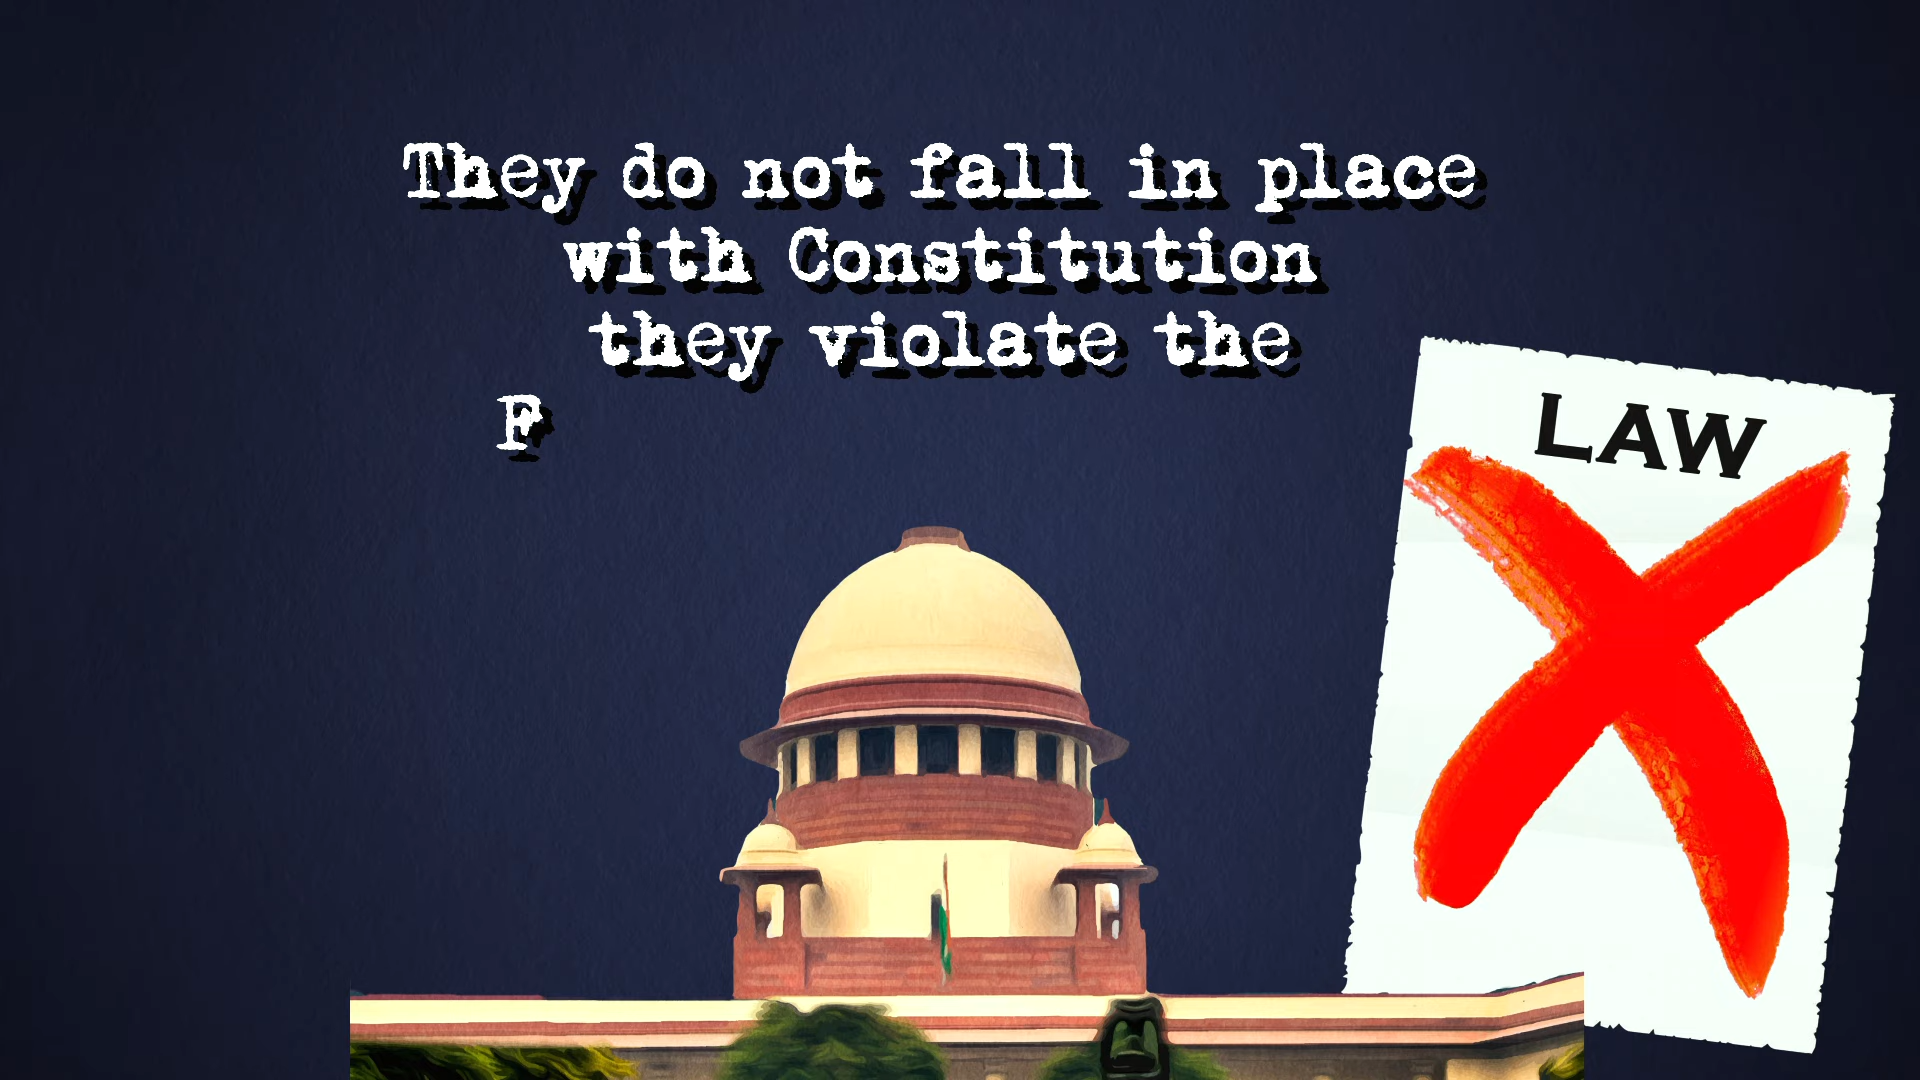 They do not fall in place
with Constitution
they violate the
F
LAW